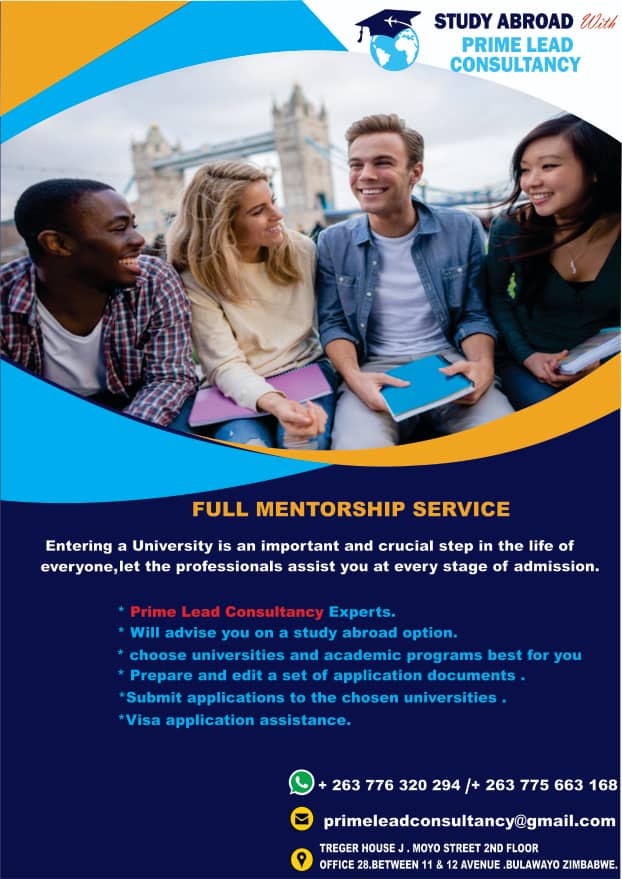 STUDY ABROAD With
PRIME LEAD
CONSULTANCY
FULL MENTORSHIP SERVICE
Entering a University is an important and crucial step in the life of
everyone,let the professionals assist you at every stage of admission.
* Prime Lead Consultancy Experts.
* Will advise you on a study abroad option.
* choose universities and academic programs best for you
* Prepare and edit a set of application documents .
*Submit applications to the chosen universities .
*Visa application assistance.
+ 263 776 320 294 /+ 263 775 663 168
primeleadconsultancy@gmail.com
TREGER HOUSE J . MOYO STREET 2ND FLOOR
OFFICE 28.BETWEEN 11 & 12 AVENUE .BULAWAYO ZIMBABWE.